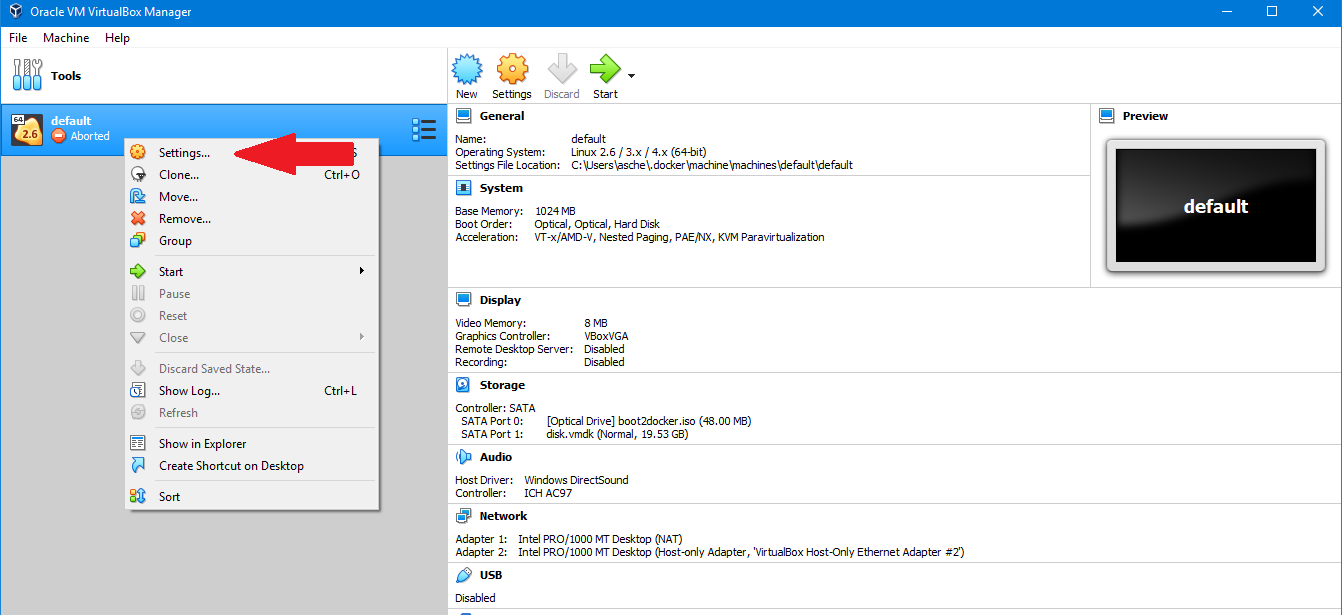 Oracle VM VirtualBox Manager
File Machine Help
Tools
New Settings Discard Start
64
2.6
default
Aborted
Settings... S
Clone... Ctrl+O
Move...
Remove...
Group
Start
Pause
Reset
Close
Discard Saved State...
Show Log... Ctrl+L
Refresh
Show in Explorer
Create Shortcut on Desktop
Sort
General
Name: default
Operating System: Linux 2.6 / 3.x / 4.x (64-bit)
Settings File Location: C:\Users\asche\.docker\machine\machines\default\default
Preview
default
System
Base Memory: 1024 MB
Boot Order: Optical, Optical, Hard Disk
Acceleration: VT-x/AMD-V, Nested Paging, PAE/NX, KVM Paravirtualization
Display
Video Memory: 8 MB
Graphics Controller: VBoxVGA
Remote Desktop Server: Disabled
Recording: Disabled
Storage
Controller: SATA
SATA Port 0: [Optical Drive] boot2docker.iso (48.00 MB)
SATA Port 1: disk.vmdk (Normal, 19.53 GB)
Audio
Host Driver: Windows DirectSound
Controller: ICH AC97
Network
Adapter 1: Intel PRO/1000 MT Desktop (NAT)
Adapter 2: Intel PRO/1000 MT Desktop (Host-only Adapter, 'VirtualBox Host-Only Ethernet Adapter #2')
USB
Disabled